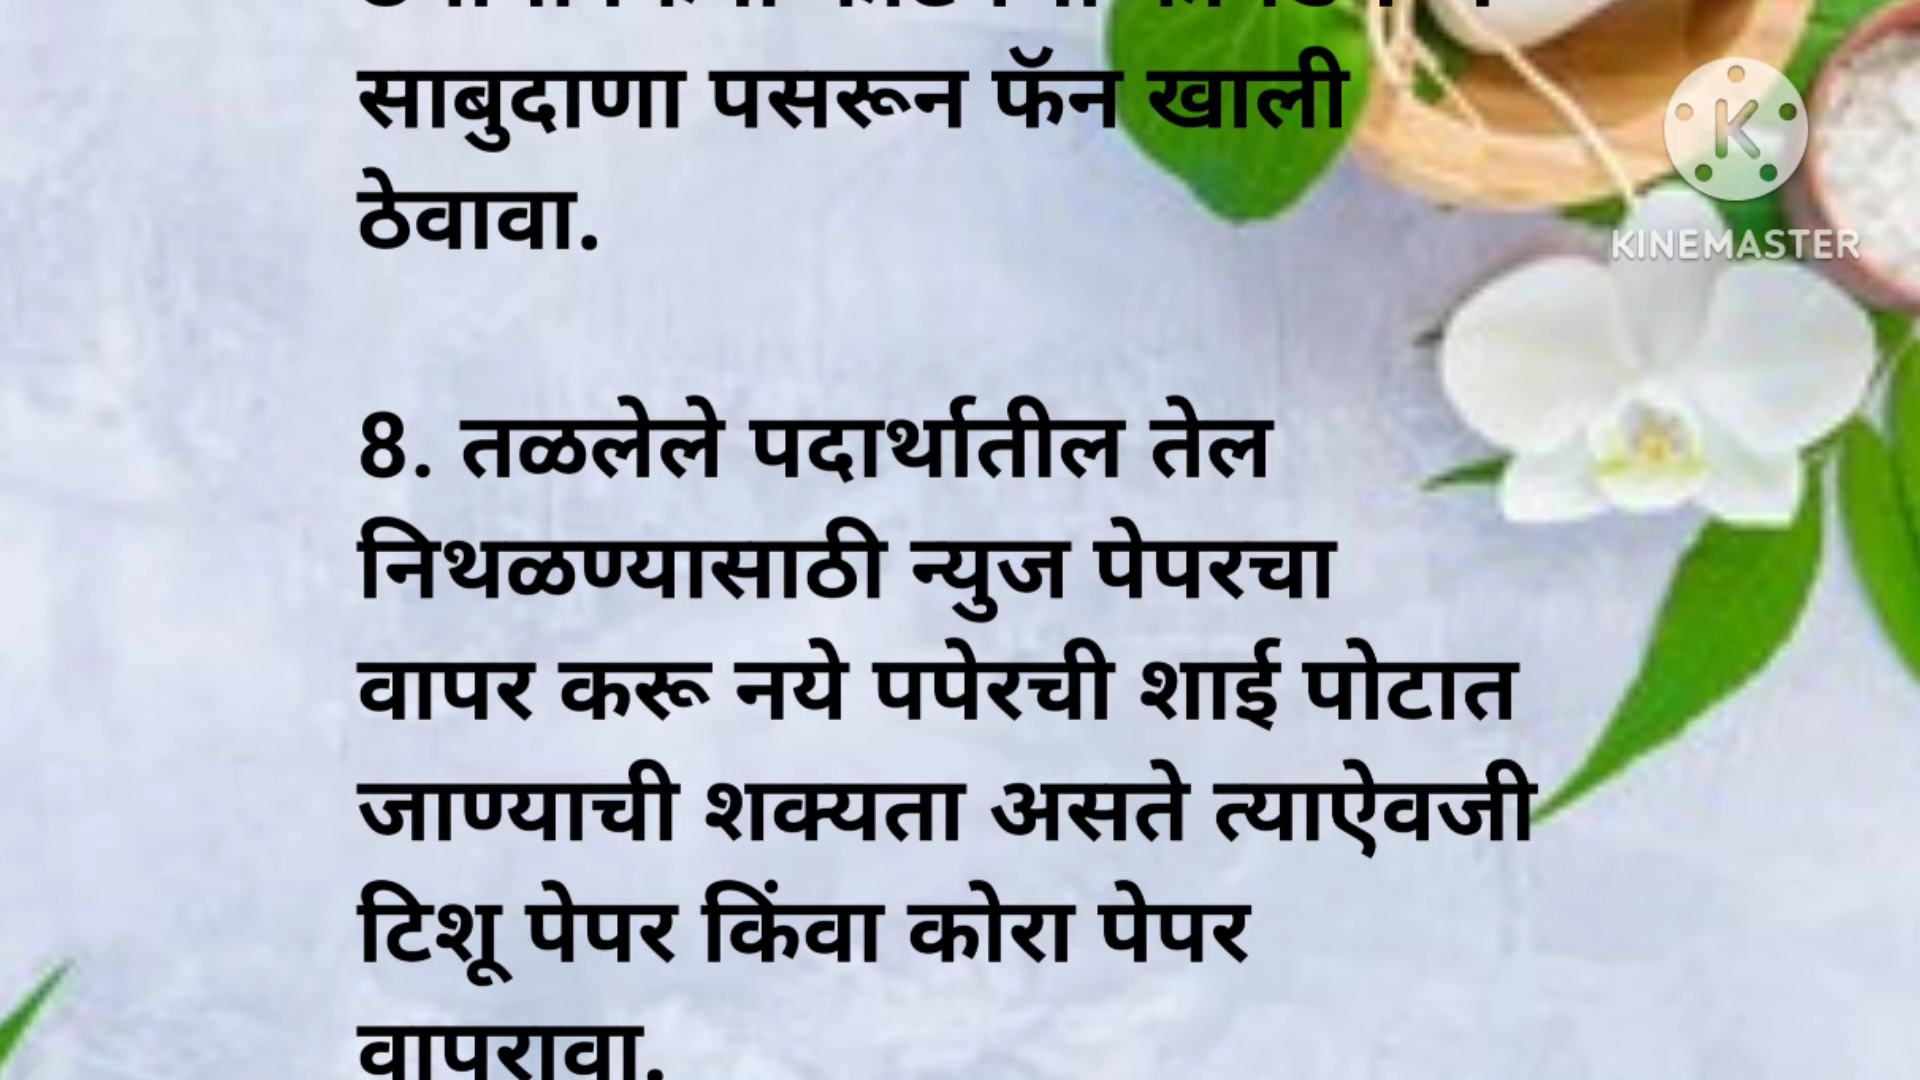 साबुदाणा पसरून फॅन खाली
ठेवावा.
8. तळलेले पदार्थातील तेल
निथळण्यासाठी न्युज पेपरचा
वापर करू नये पपेरची शाई पोटात
जाण्याची शक्यता असते त्याऐवजी
टिशू पेपर किंवा कोरा पेपर
वापरावा.
K
KINEMASTER